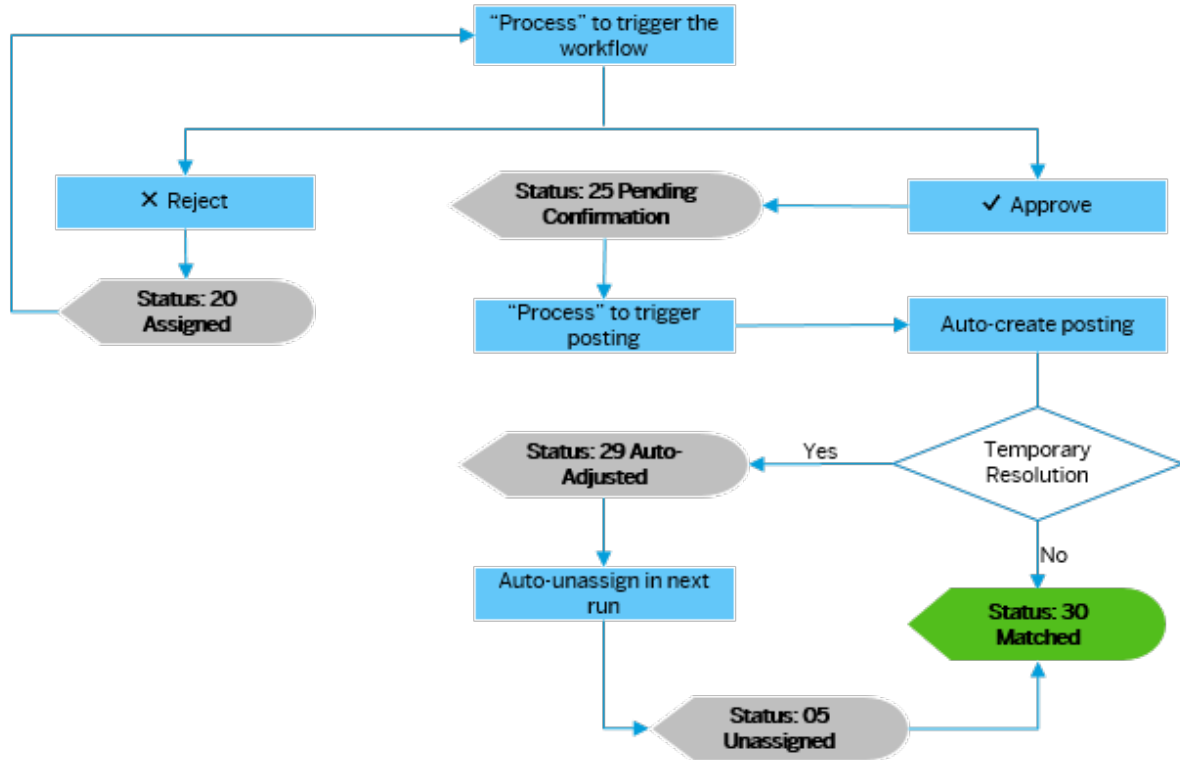 “Process” to trigger the
workflow
✕ Reject
Status: 25 Pending
Confirmation
✓ Approve
Status: 20
Assigned
“Process” to trigger
posting
Auto-create posting
Status: 29 Auto-
Adjusted
Yes
Temporary
Resolution
No
Auto-unassign in next
run
Status: 30
Matched
Status: 05
Unassigned